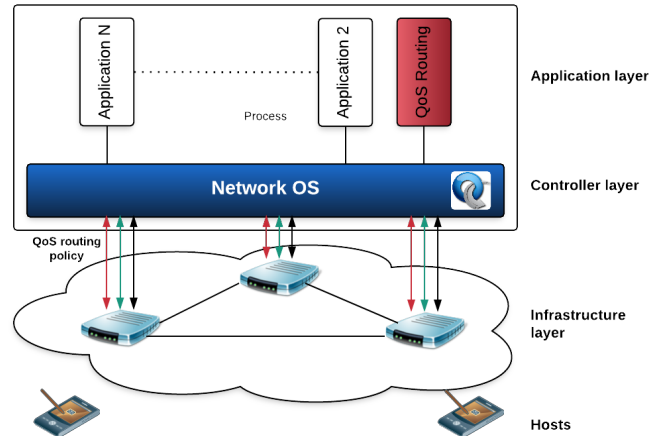 Application N
Application 2
QoS Routing
Application layer
Process
Network OS
Controller layer
QoS routing
policy
Infrastructure
layer
Hosts